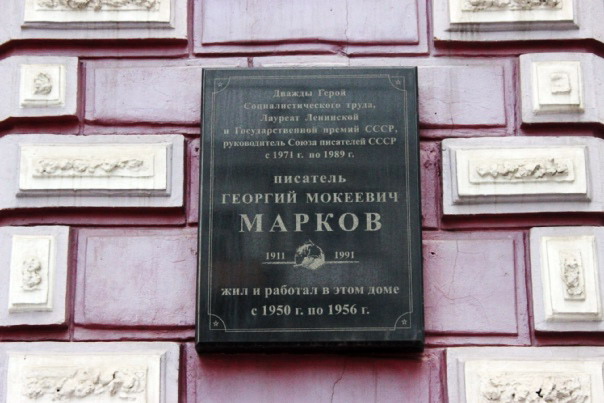 Дважды Герой
Социалистического труда,
Лауреат Ленинской
и Государственной премий СССР,
руководитель Союза писателей СССР
с 1971 г. по 1989 г.
писатель
ГЕОРГИЙ МОКЕЕВИЧ
МАРКОВ
1911 1991
жил и работал в этом доме
с 1950 г. по 1956 г.